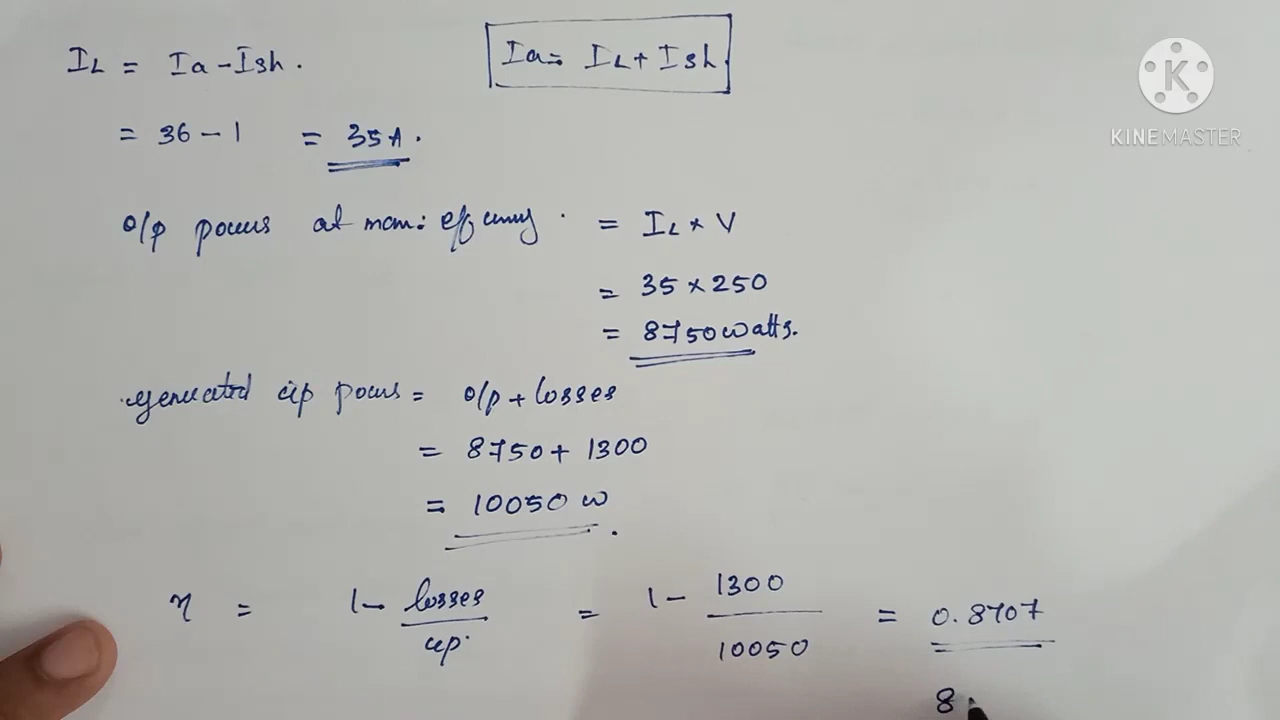 IL = Ia - Ish.
Ia = IL + Ish.
K
KINEMASTER
= 36 - 1 = 35A.
o/p power at max: efficiency. = IL × V
= 35 × 250
= 8750 watts.
generated i/p power = o/p + losses
= 8750 + 1300
= 10050 w.
η = 1 - losses / i/p. = 1 - 1300 / 10050 = 0.8707
8